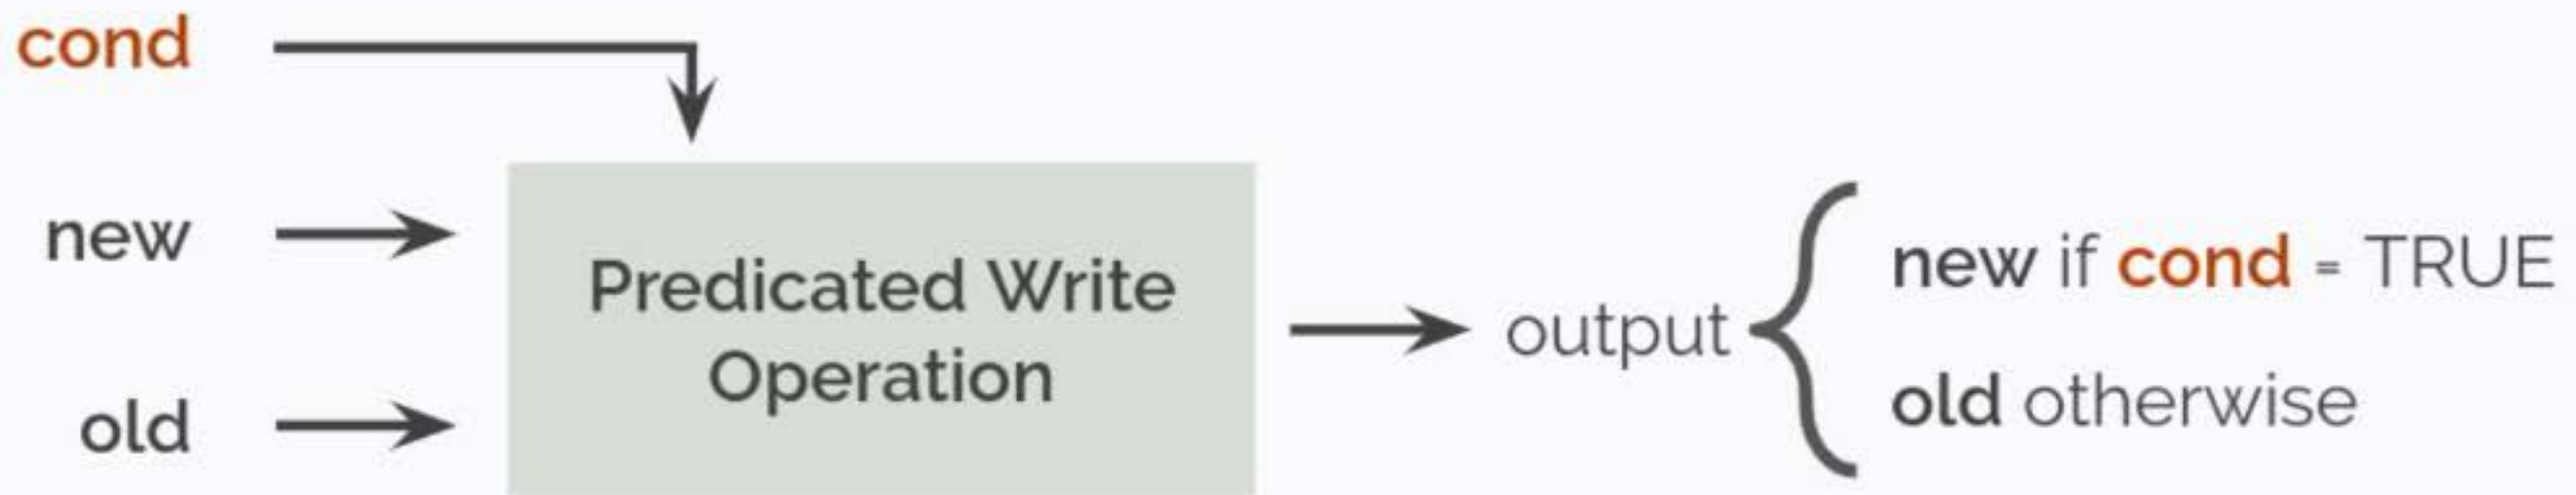 cond
new
old
Predicated Write
Operation
output
new if cond = TRUE
old otherwise